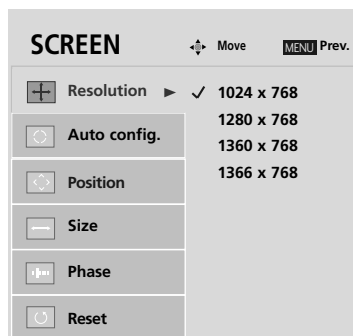 SCREEN Move MENU Prev.
Resolution ► ✓ 1024 x 768
1280 x 768
1360 x 768
1366 x 768
Auto config.
Position
Size
Phase
Reset